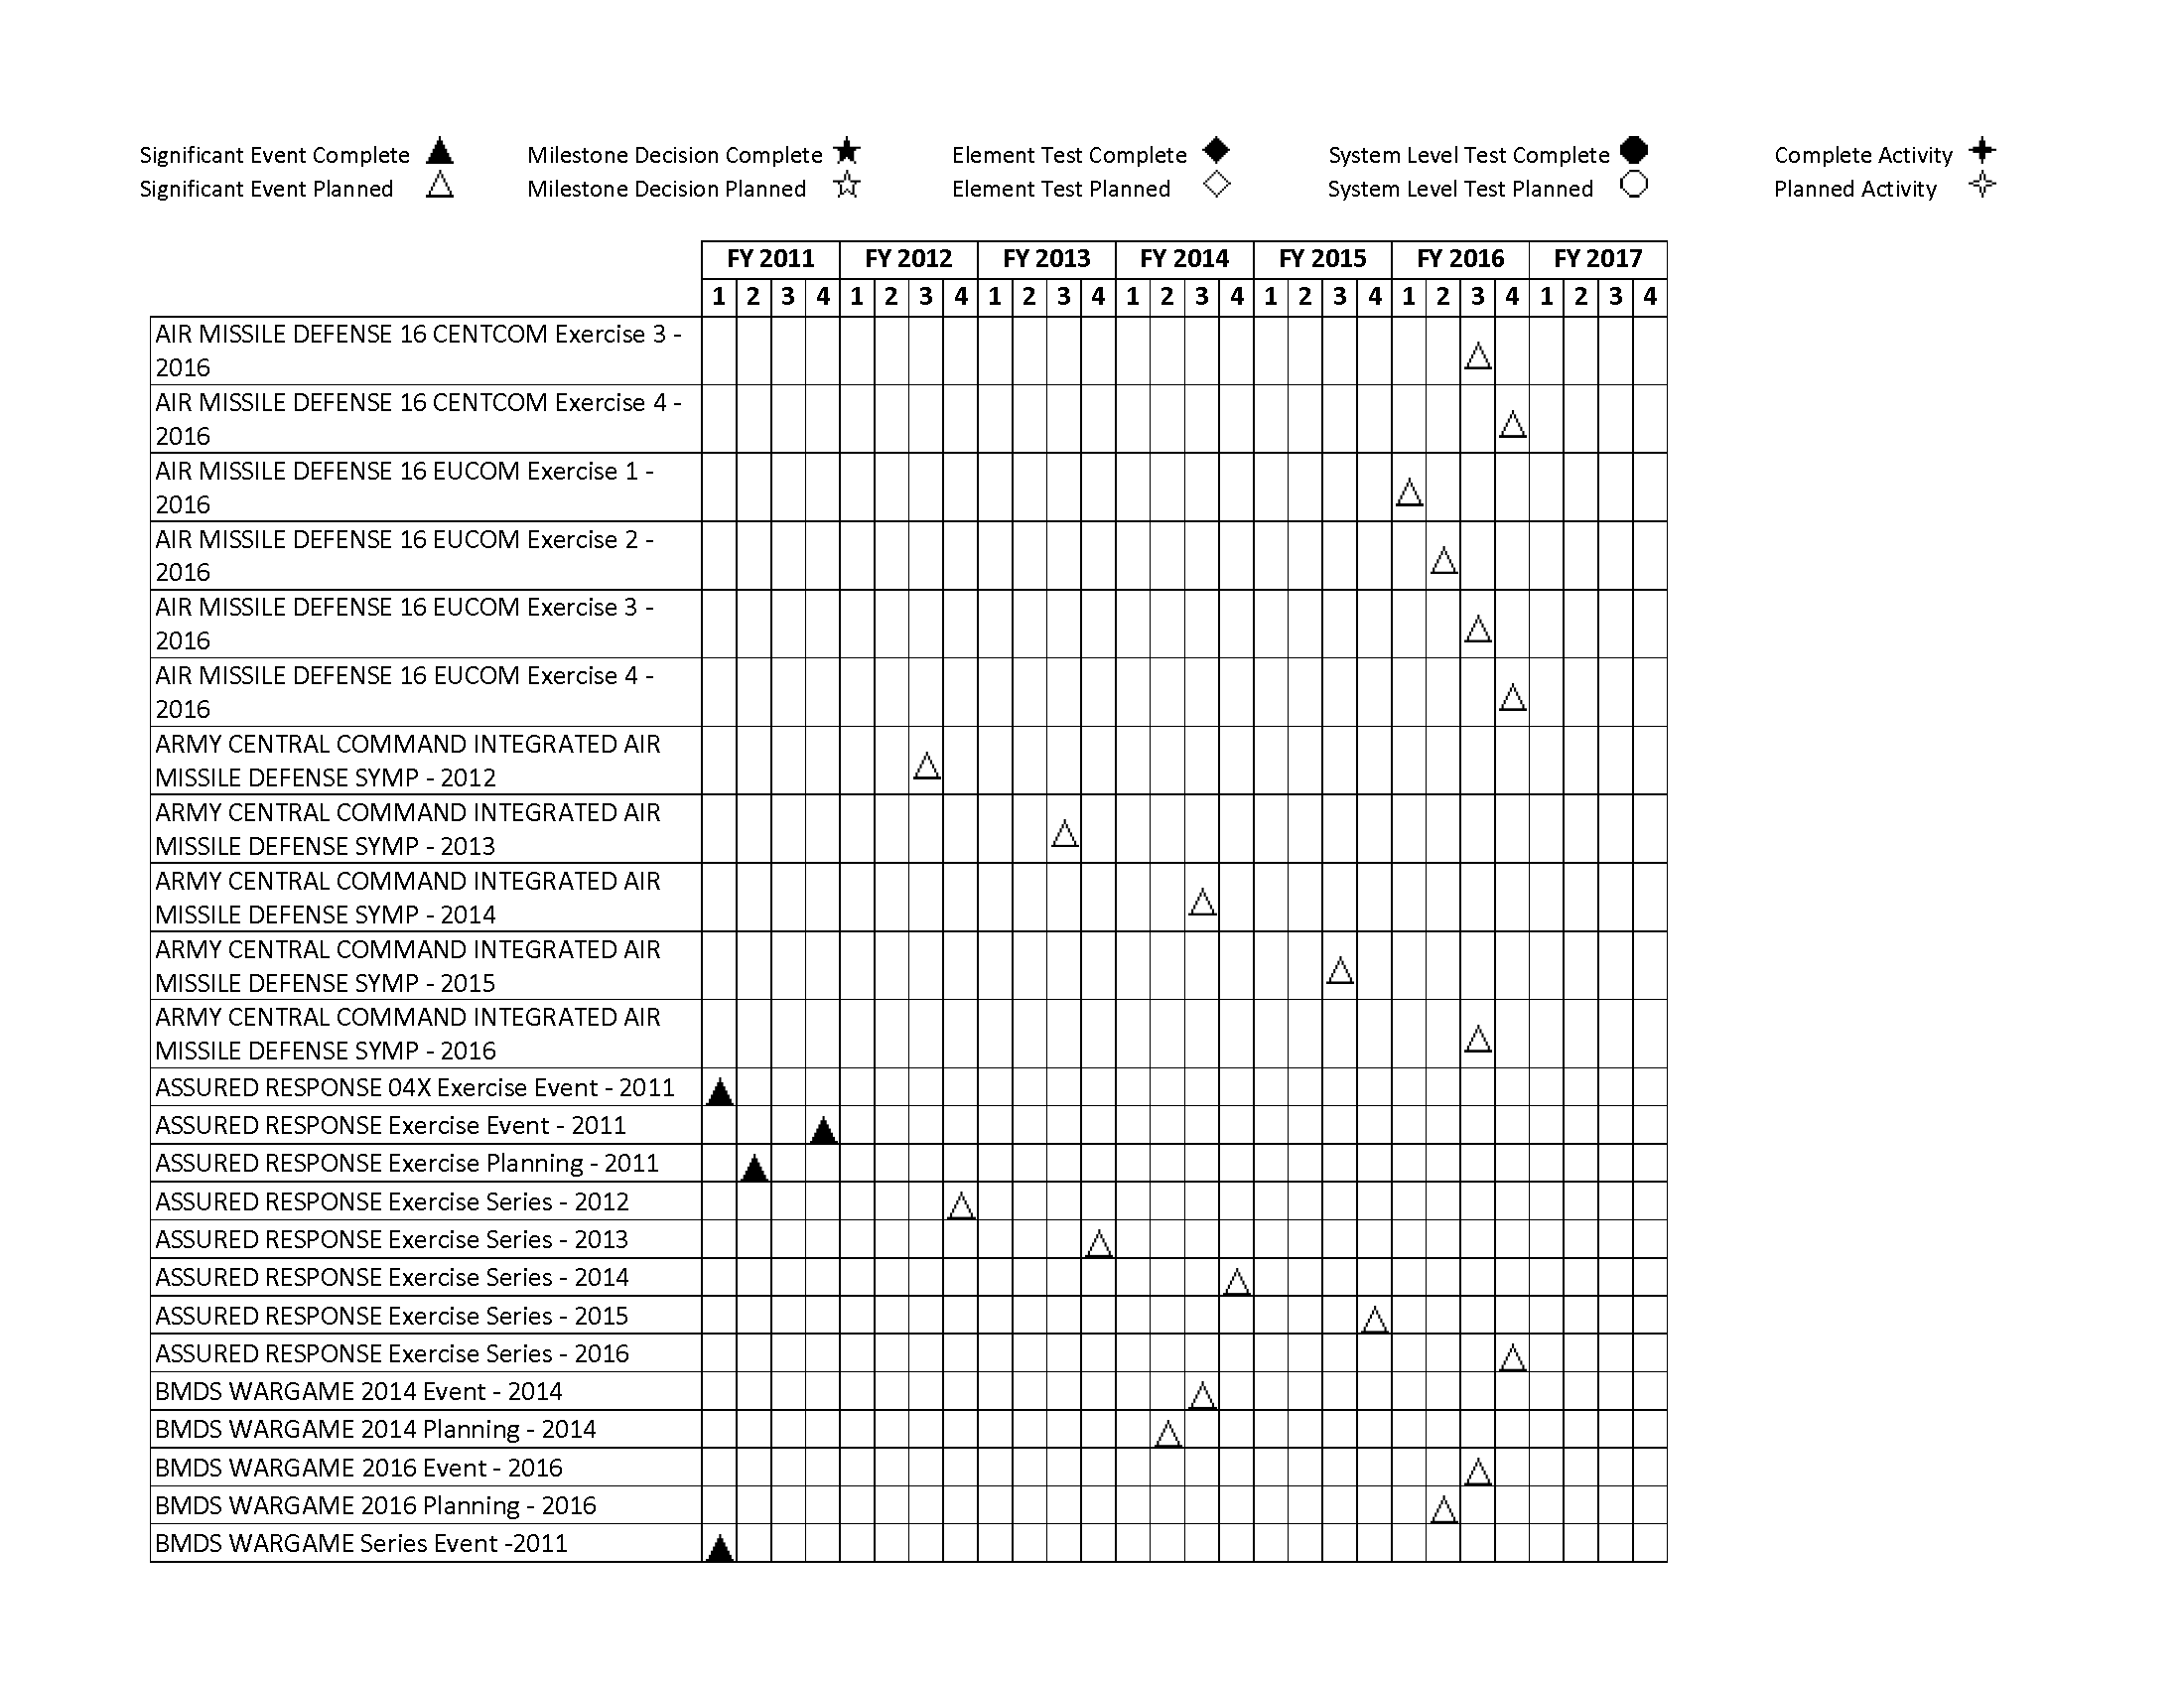 Significant Event Complete Milestone Decision Complete Element Test Complete System Level Test Complete Complete Activity
Significant Event Planned Milestone Decision Planned Element Test Planned System Level Test Planned Planned Activity
FY 2011 FY 2012 FY 2013 FY 2014 FY 2015 FY 2016 FY 2017
1 2 3 4 1 2 3 4 1 2 3 4 1 2 3 4 1 2 3 4 1 2 3 4 1 2 3 4
AIR MISSILE DEFENSE 16 CENTCOM Exercise 3 -
2016
AIR MISSILE DEFENSE 16 CENTCOM Exercise 4 -
2016
AIR MISSILE DEFENSE 16 EUCOM Exercise 1 -
2016
AIR MISSILE DEFENSE 16 EUCOM Exercise 2 -
2016
AIR MISSILE DEFENSE 16 EUCOM Exercise 3 -
2016
AIR MISSILE DEFENSE 16 EUCOM Exercise 4 -
2016
ARMY CENTRAL COMMAND INTEGRATED AIR
MISSILE DEFENSE SYMP - 2012
ARMY CENTRAL COMMAND INTEGRATED AIR
MISSILE DEFENSE SYMP - 2013
ARMY CENTRAL COMMAND INTEGRATED AIR
MISSILE DEFENSE SYMP - 2014
ARMY CENTRAL COMMAND INTEGRATED AIR
MISSILE DEFENSE SYMP - 2015
ARMY CENTRAL COMMAND INTEGRATED AIR
MISSILE DEFENSE SYMP - 2016
ASSURED RESPONSE 04X Exercise Event - 2011
ASSURED RESPONSE Exercise Event - 2011
ASSURED RESPONSE Exercise Planning - 2011
ASSURED RESPONSE Exercise Series - 2012
ASSURED RESPONSE Exercise Series - 2013
ASSURED RESPONSE Exercise Series - 2014
ASSURED RESPONSE Exercise Series - 2015
ASSURED RESPONSE Exercise Series - 2016
BMDS WARGAME 2014 Event - 2014
BMDS WARGAME 2014 Planning - 2014
BMDS WARGAME 2016 Event - 2016
BMDS WARGAME 2016 Planning - 2016
BMDS WARGAME Series Event -2011